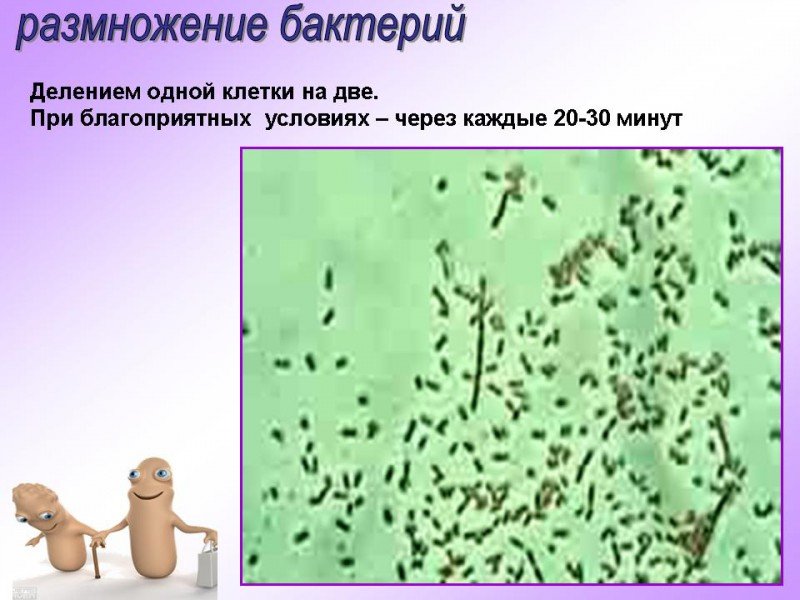 размножение бактерий
Делением одной клетки на две.
При благоприятных условиях – через каждые 20-30 минут